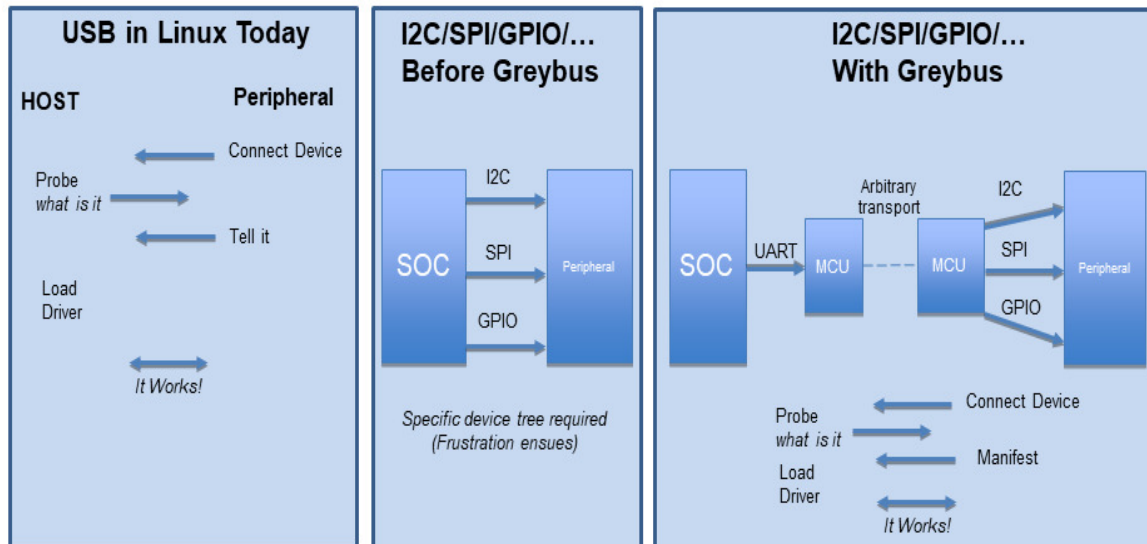 USB in Linux Today
HOST
Peripheral
Connect Device
Probe
what is it
Tell it
Load
Driver
It Works!
I2C/SPI/GPIO/…
Before Greybus
SOC
I2C
SPI
GPIO
Peripheral
Specific device tree required
(Frustration ensues)
I2C/SPI/GPIO/…
With Greybus
SOC
UART
MCU
Arbitrary
transport
MCU
I2C
SPI
GPIO
Peripheral
Connect Device
Probe
what is it
Manifest
Load
Driver
It Works!